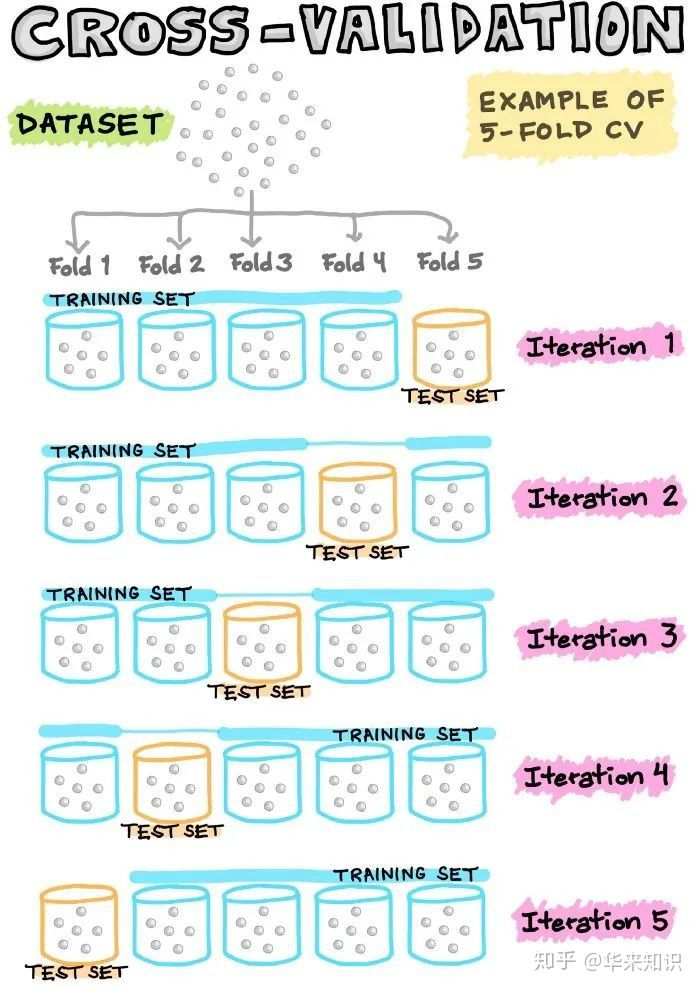 CROSS-VALIDATION
DATASET
EXAMPLE OF
5-FOLD CV
Fold 1 Fold 2 Fold 3 Fold 4 Fold 5
TRAINING SET
Iteration 1
TEST SET
TRAINING SET
Iteration 2
TEST SET
TRAINING SET
Iteration 3
TEST SET
TRAINING SET
Iteration 4
TEST SET
TRAINING SET
Iteration 5
TEST SET
知乎 @华来知识